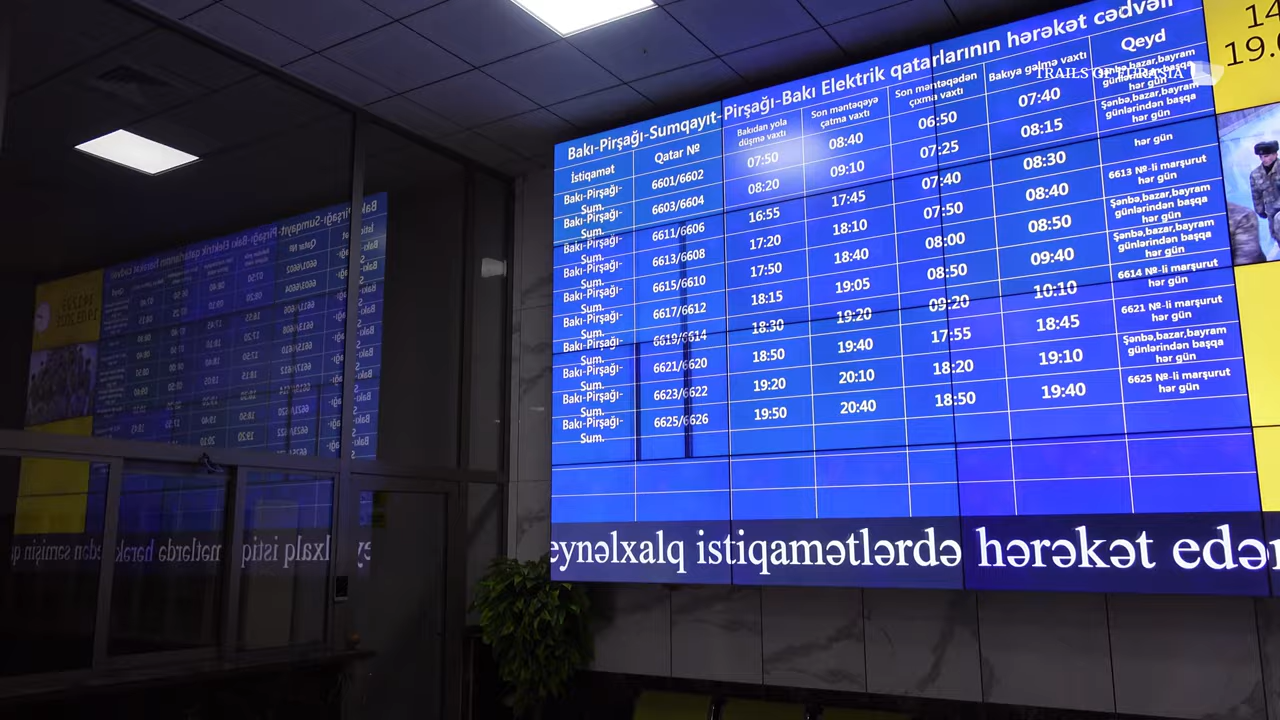 TRAILS OF EURASIA
Bakı-Pirşağı-Sumqayıt-Pirşağı-Bakı Elektrik qatarlarının hərəkət cədvəli
İstiqamət Qatar № Bakıdan yola düşmə vaxtı Son məntəqəyə çatma vaxtı Son məntəqədən çıxma vaxtı Bakıya gəlmə vaxtı Qeyd
Bakı-Pirşağı-Sum. 6601/6602 07:50 08:40 06:50 07:40 Şənbə,bazar,bayram günlərindən başqa hər gün
Bakı-Pirşağı-Sum. 6603/6604 08:20 09:10 07:25 08:15 Şənbə,bazar,bayram günlərindən başqa hər gün
Bakı-Pirşağı-Sum. 6611/6606 16:55 17:45 07:40 08:30 hər gün
Bakı-Pirşağı-Sum. 6613/6608 17:20 18:10 07:50 08:40 6613 №-li marşurut hər gün
Bakı-Pirşağı-Sum. 6615/6610 17:50 18:40 08:00 08:50 Şənbə,bazar,bayram günlərindən başqa hər gün
Bakı-Pirşağı-Sum. 6617/6612 18:15 19:05 08:50 09:40 Şənbə,bazar,bayram günlərindən başqa hər gün
Bakı-Pirşağı-Sum. 6619/6614 18:30 19:20 09:20 10:10 6614 №-li marşurut hər gün
Bakı-Pirşağı-Sum. 6621/6620 18:50 19:40 17:55 18:45 6621 №-li marşurut hər gün
Bakı-Pirşağı-Sum. 6623/6622 19:20 20:10 18:20 19:10 Şənbə,bazar,bayram günlərindən başqa hər gün
Bakı-Pirşağı-Sum. 6625/6626 19:50 20:40 18:50 19:40 6625 №-li marşurut hər gün
14
19.0
eynəlxalq istiqamətlərdə hərəkət edən